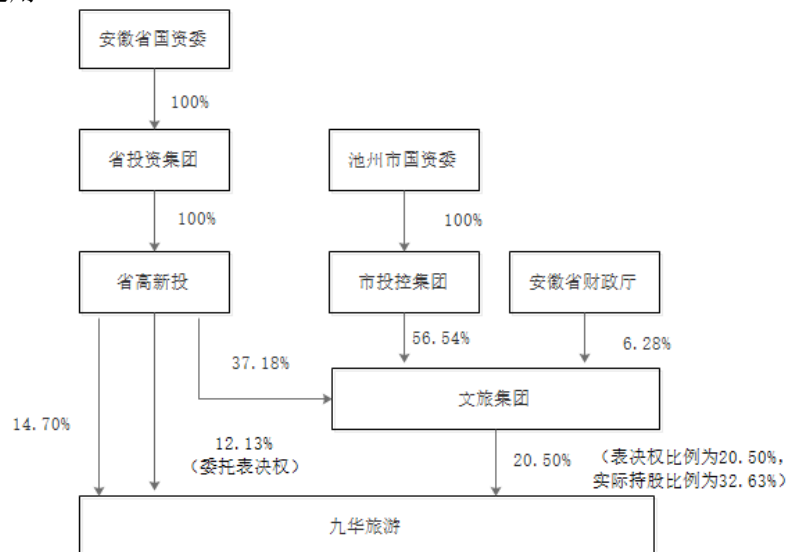 安徽省国资委
100%
省投资集团
池州市国资委
100%
100%
省高新投
市投控集团
安徽省财政厅
56.54%
6.28%
37.18%
文旅集团
14.70%
12.13%
（委托表决权）
20.50%
（表决权比例为20.50%，
实际持股比例为32.63%）
九华旅游